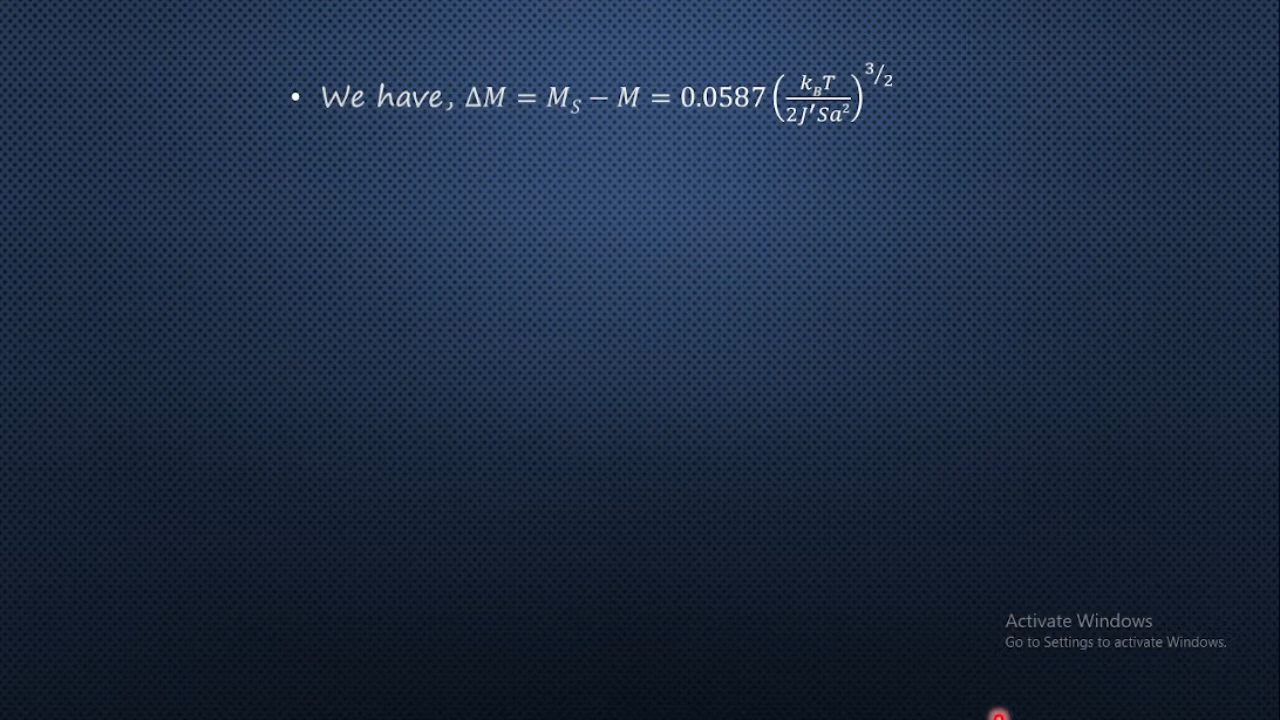 • We have, ΔM = M_S − M = 0.0587 (k_B T / 2J′Sa²)^{3/2}
Activate Windows
Go to Settings to activate Windows.